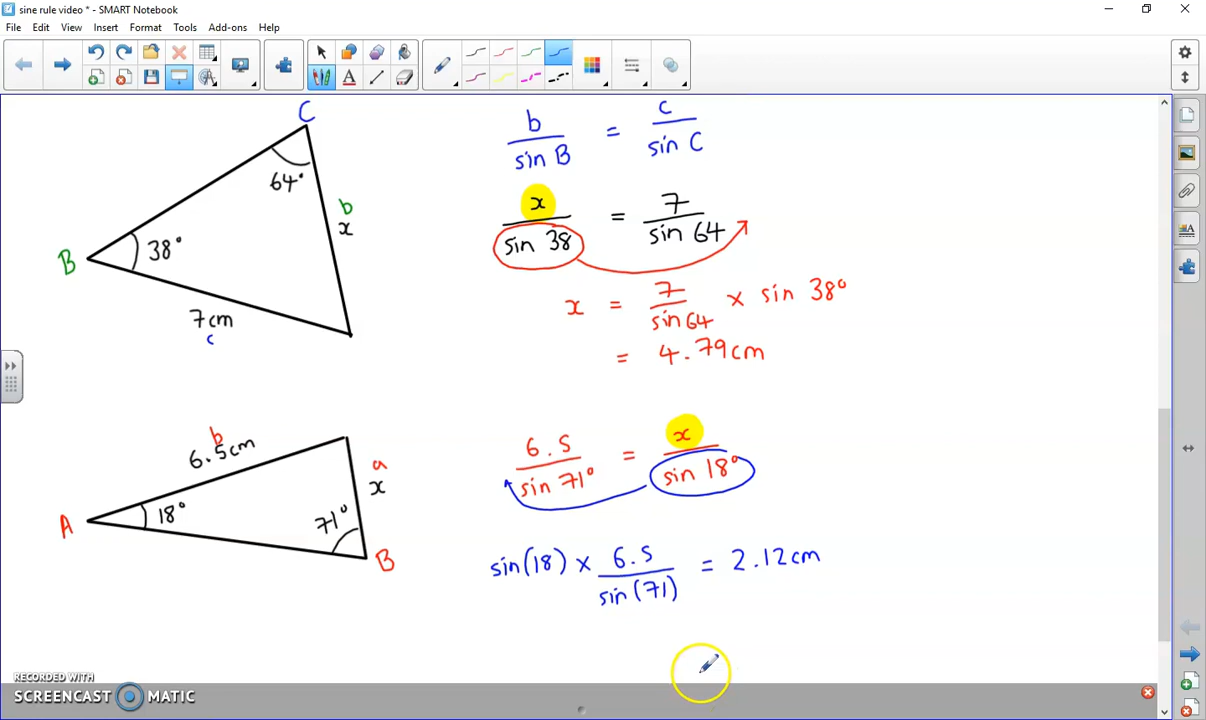 sine rule video * - SMART Notebook
File Edit View Insert Format Tools Add-ons Help
C
64°
b
x
B
38°
7cm
c
b / sin B = c / sin C
x / sin 38 = 7 / sin 64
x = 7 / sin 64 × sin 38°
= 4.79cm
b
6.5cm
a
x
A
18°
71°
B
6.5 / sin 71° = x / sin 18°
sin(18) × 6.5 / sin(71) = 2.12cm
RECORDED WITH
SCREENCAST MATIC